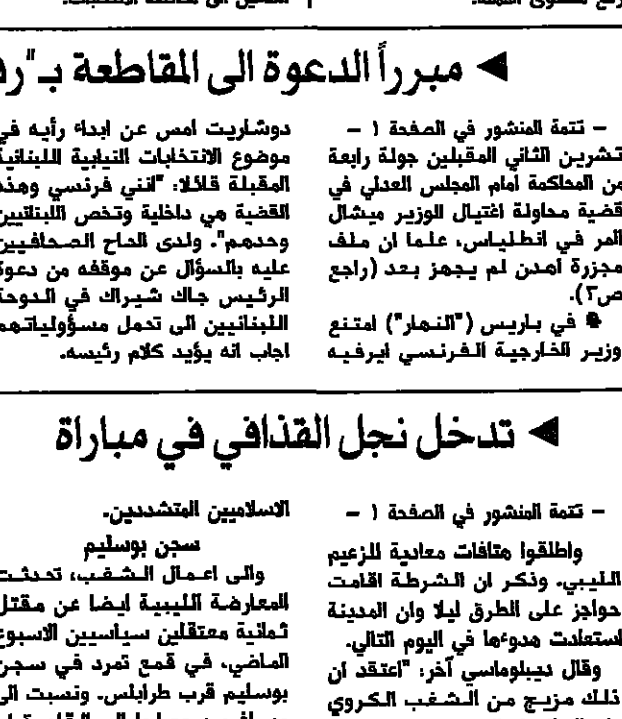 ◄ مبرراً الدعوة الى المقاطعة بـ"رف
– تتمة المنشور في الصفحة ١ –
تشرين الثاني المقبلين جولة رابعة
من المحاكمة أمام المجلس العدلي في
قضية محاولة اغتيال الوزير ميشال
المر في انطلياس، علما ان ملف
مجزرة اهدن لم يجهز بعد (راجع
ص٣).
في باريس ("النهار") امتنع
وزير الخارجية الفرنسي ايرفيه
دوشاريت امس عن ابداء رأيه في
موضوع الانتخابات النيابية اللبنانية
المقبلة قائلا: "انني فرنسي وهذه
القضية هي داخلية وتخص اللبنانيين
وحدهم". ولدى الحاح الصحافيين
عليه بالسؤال عن موقفه من دعوة
الرئيس جاك شيراك في الدوحة
اللبنانيين الى تحمل مسؤولياتهم
اجاب انه يؤيد كلام رئيسه.
◄ تدخل نجل القذافي في مباراة
– تتمة المنشور في الصفحة ١ –
واطلقوا هتافات معادية للزعيم
الليبي. وذكر ان الشرطة اقامت
حواجز على الطرق ليلا وان المدينة
استعادت هدوءها في اليوم التالي.
وقال ديبلوماسي آخر: "اعتقد ان
ذلك مزيج من الشغب الكروي
الاسلاميين المتشددين.
سجن بوسليم
والى اعمال الشغب، تحدثت
المعارضة الليبية ايضا عن مقتل
ثمانية معتقلين سياسيين الاسبوع
الماضي، في قمع تمرد في سجن
بوسليم قرب طرابلس. ونسبت الى